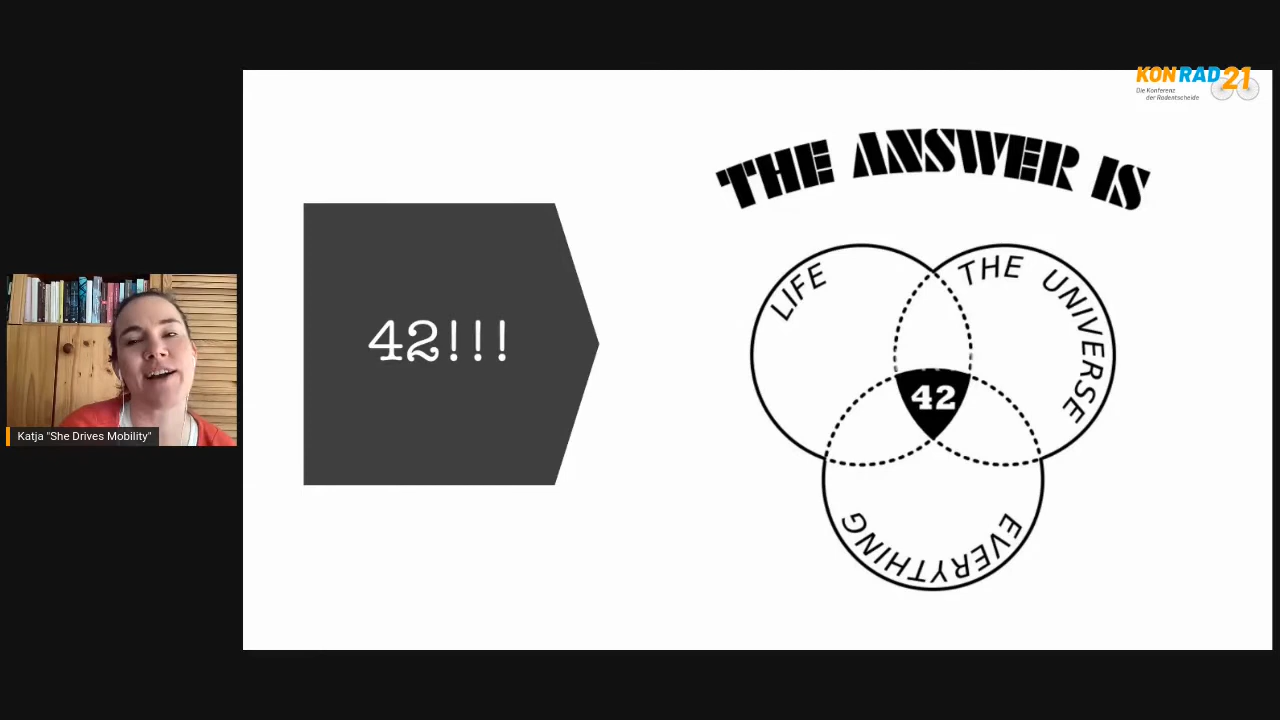 KONRAD21
Die Konferenz
der Radentscheide
THE ANSWER IS
42!!!
LIFE
THE UNIVERSE
42
EVERYTHING
Katja "She Drives Mobility"